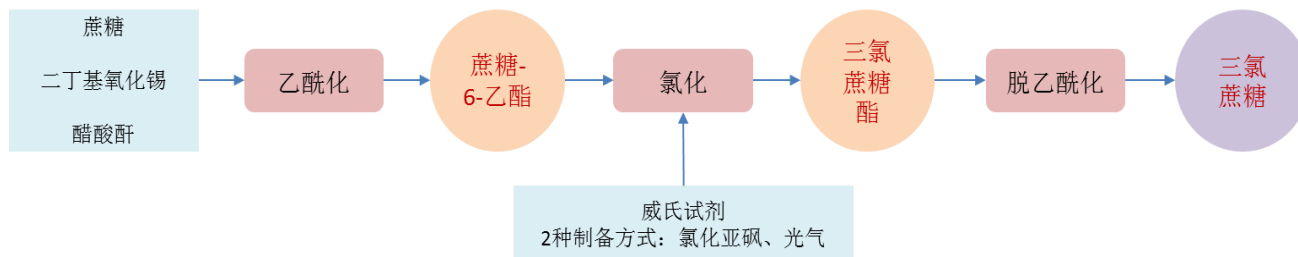 蔗糖
二丁基氧化锡
醋酸酐
乙酰化
蔗糖-
6-乙酯
氯化
三氯
蔗糖
酯
脱乙酰化
三氯
蔗糖
威氏试剂
2种制备方式：氯化亚砜、光气